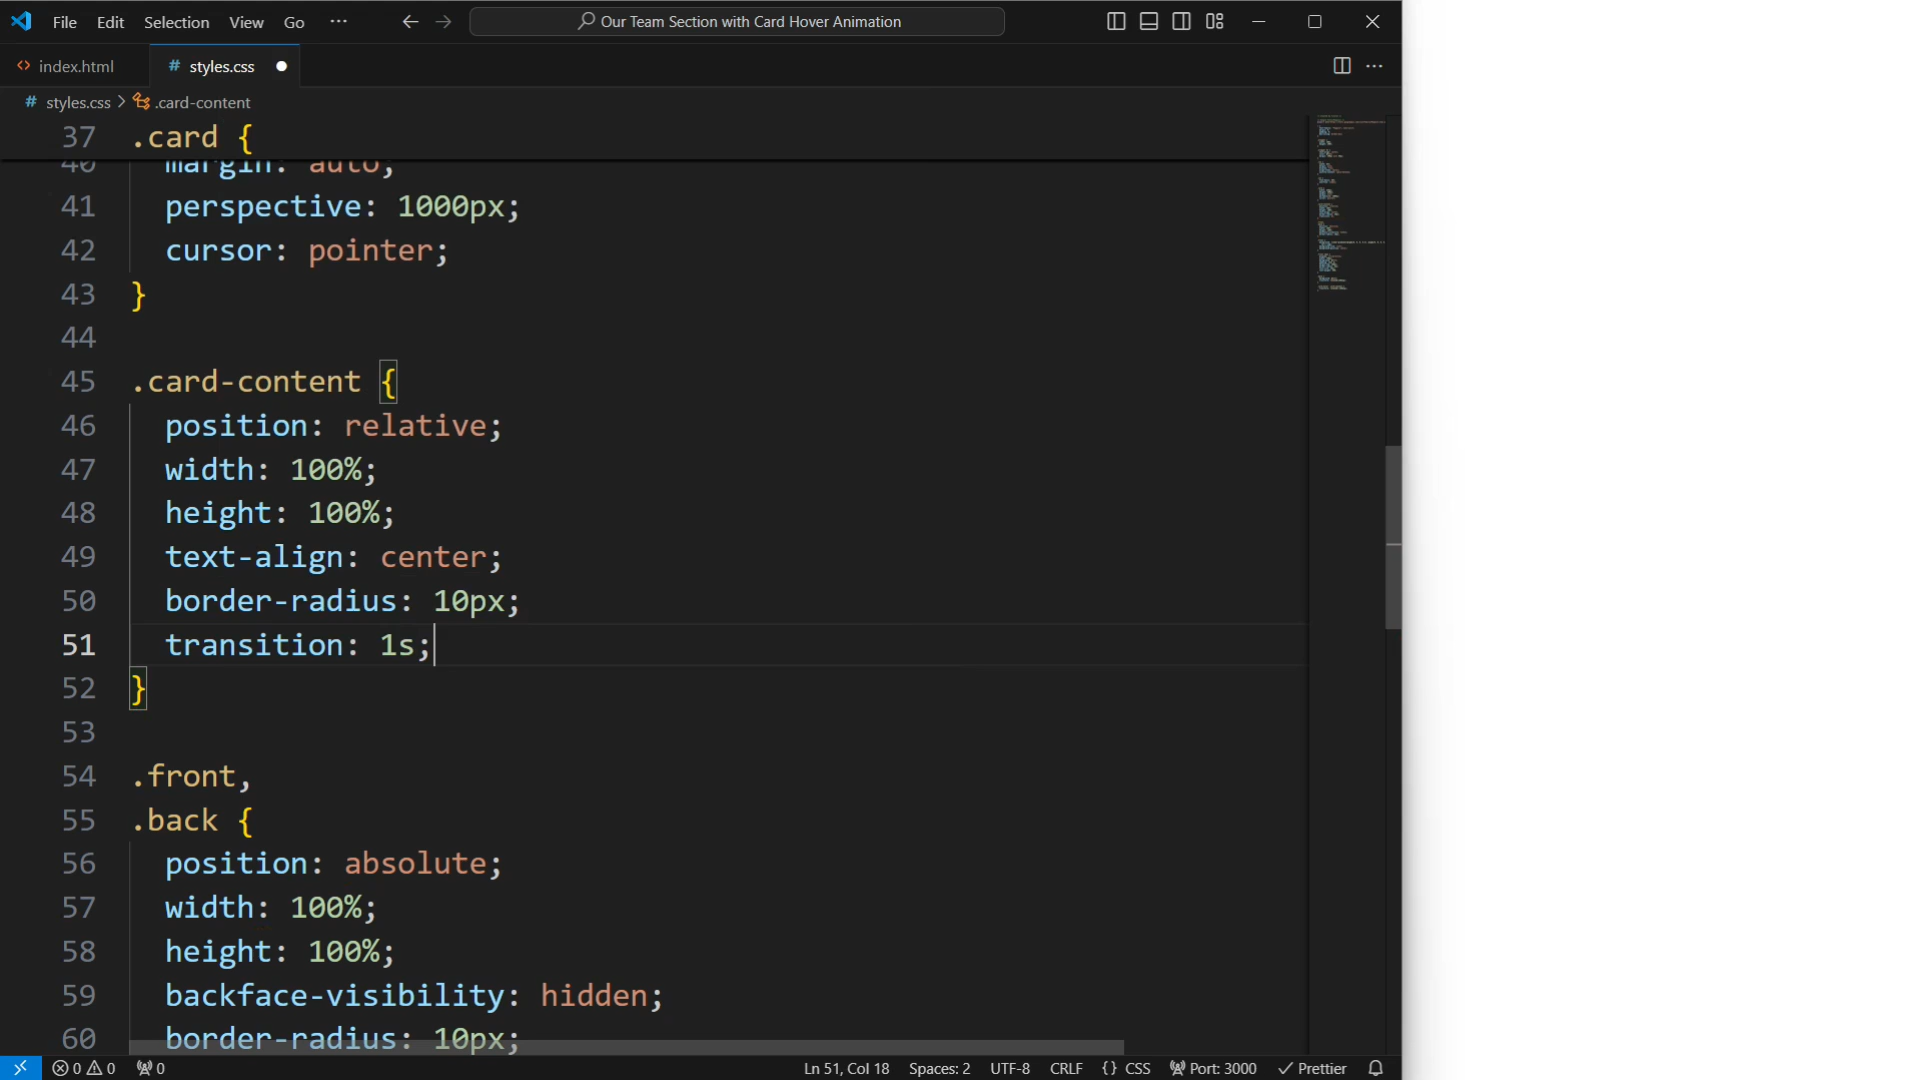 File Edit Selection View Go ··· Our Team Section with Card Hover Animation
index.html # styles.css
# styles.css > .card-content
37 .card {
40 margin: auto;
41 perspective: 1000px;
42 cursor: pointer;
43 }
44
45 .card-content {
46 position: relative;
47 width: 100%;
48 height: 100%;
49 text-align: center;
50 border-radius: 10px;
51 transition: 1s;
52 }
53
54 .front,
55 .back {
56 position: absolute;
57 width: 100%;
58 height: 100%;
59 backface-visibility: hidden;
60 border-radius: 10px;
0 0 0 Ln 51, Col 18 Spaces: 2 UTF-8 CRLF {} CSS Port: 3000 Prettier